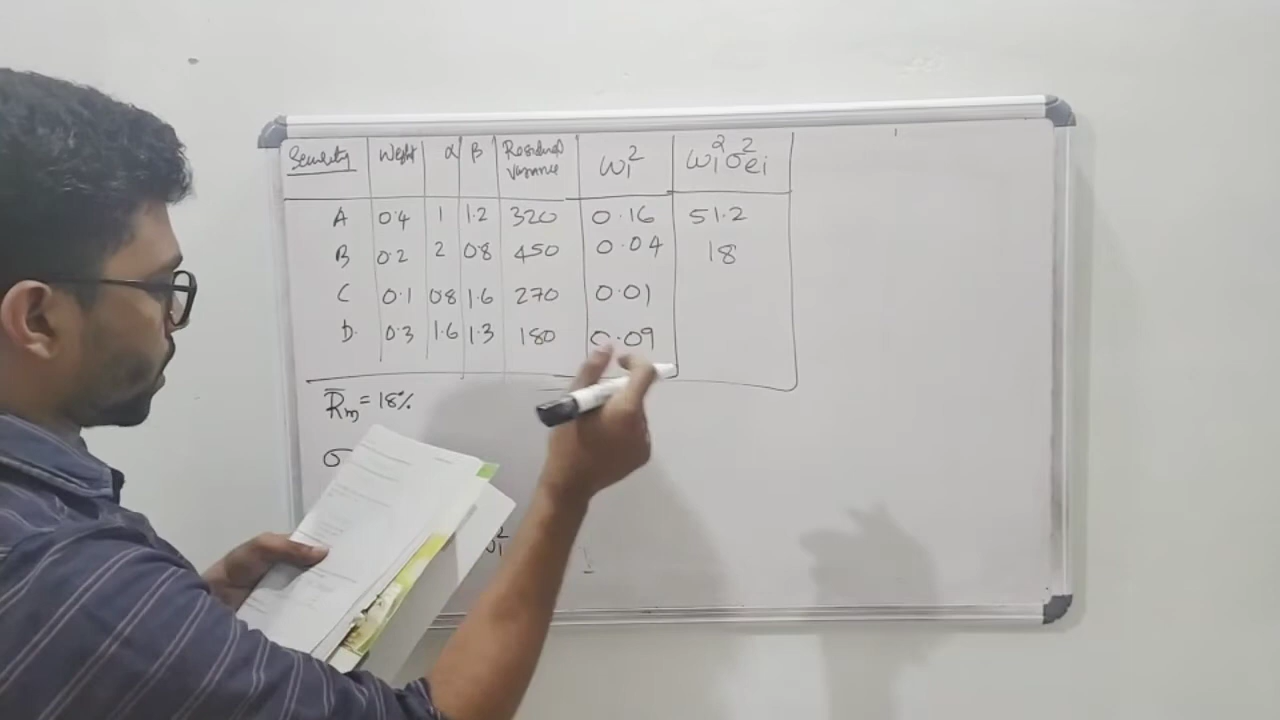 Security Weight α β Residual Variance ωi² ωi²σ²ei
A 0.4 1 1.2 320 0.16 51.2
B 0.2 2 0.8 450 0.04 18
C 0.1 0.8 1.6 270 0.01
D. 0.3 1.6 1.3 180 0.09
R̅m = 18%
σ